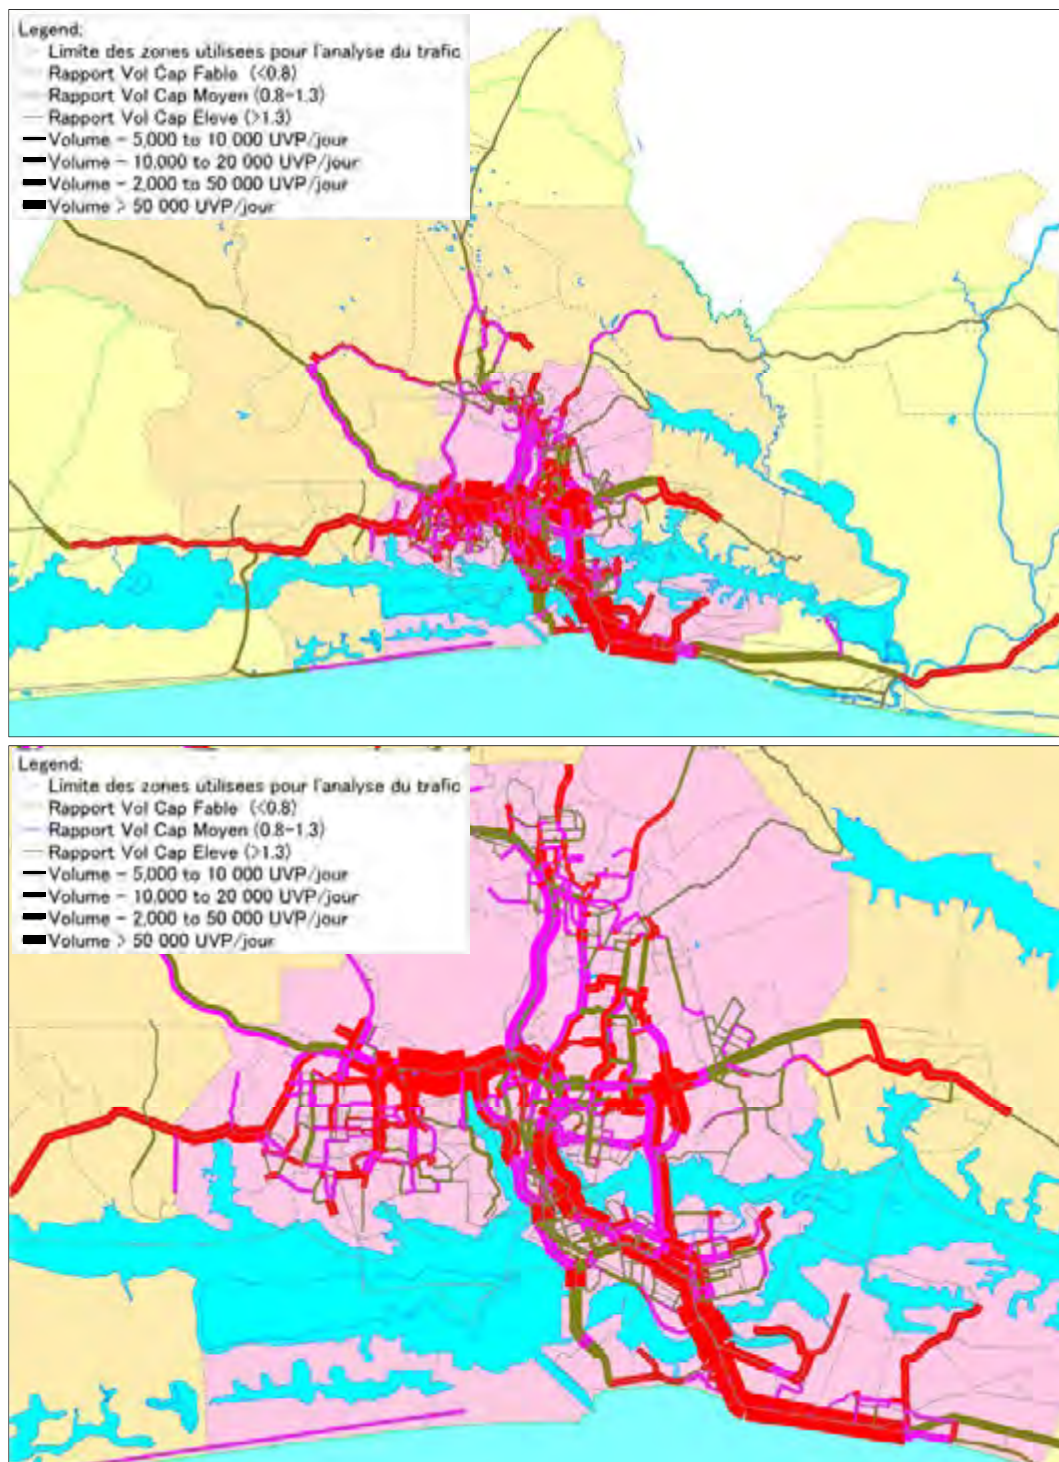 Legend:
Limite des zones utilisees pour l'analyse du trafic
Rapport Vol Cap Fable (<0.8)
Rapport Vol Cap Moyen (0.8-1.3)
Rapport Vol Cap Eleve (>1.3)
Volume - 5,000 to 10 000 UVP/jour
Volume - 10,000 to 20 000 UVP/jour
Volume - 2,000 to 50 000 UVP/jour
Volume > 50 000 UVP/jour
Legend:
Limite des zones utilisees pour l'analyse du trafic
Rapport Vol Cap Fable (<0.8)
Rapport Vol Cap Moyen (0.8-1.3)
Rapport Vol Cap Eleve (>1.3)
Volume - 5,000 to 10 000 UVP/jour
Volume - 10,000 to 20 000 UVP/jour
Volume - 2,000 to 50 000 UVP/jour
Volume > 50 000 UVP/jour